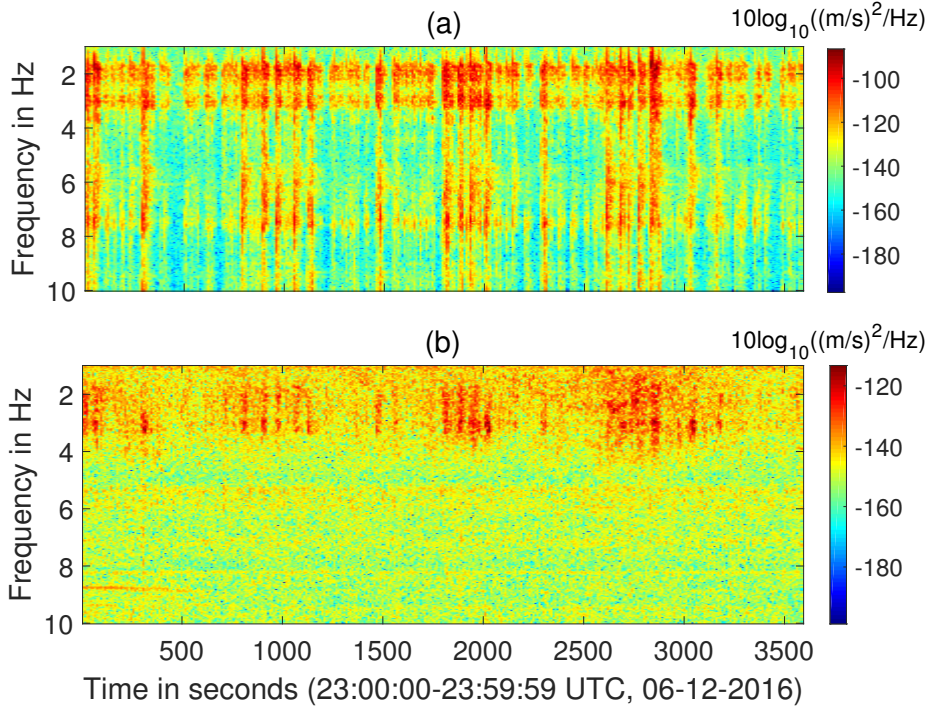 (a)
10log10((m/s)2/Hz)
Frequency in Hz
2
4
6
8
10
-100
-120
-140
-160
-180
(b)
10log10((m/s)2/Hz)
Frequency in Hz
2
4
6
8
10
-120
-140
-160
-180
500 1000 1500 2000 2500 3000 3500
Time in seconds (23:00:00-23:59:59 UTC, 06-12-2016)